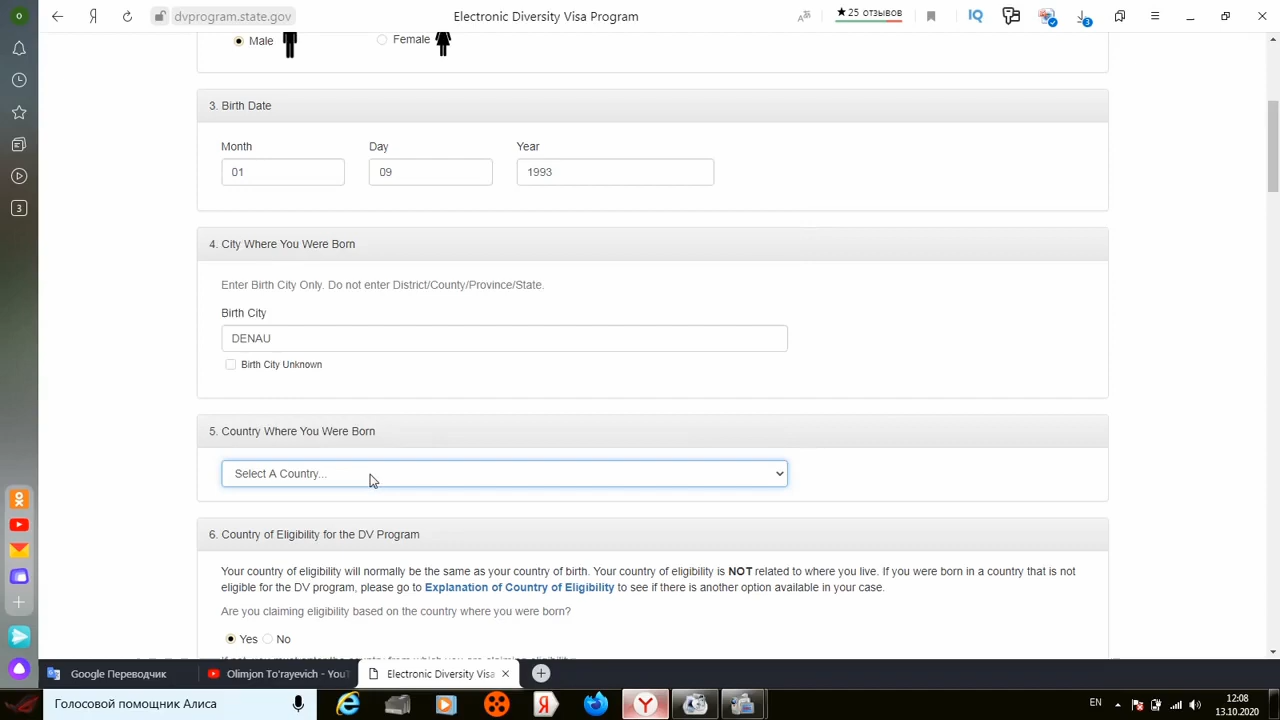 dvprogram.state.gov
Electronic Diversity Visa Program
★25 отзывов
IQ
3
Male
Female
3. Birth Date
Month
Day
Year
01
09
1993
4. City Where You Were Born
Enter Birth City Only. Do not enter District/County/Province/State.
Birth City
DENAU
Birth City Unknown
5. Country Where You Were Born
Select A Country...
6. Country of Eligibility for the DV Program
Your country of eligibility will normally be the same as your country of birth. Your country of eligibility is NOT related to where you live. If you were born in a country that is not
eligible for the DV program, please go to Explanation of Country of Eligibility to see if there is another option available in your case.
Are you claiming eligibility based on the country where you were born?
Yes
No
3
Google Переводчик
Olimjon To'rayevich - You
Electronic Diversity Visa
Голосовой помощник Алиса
EN
12:08
13.10.2020